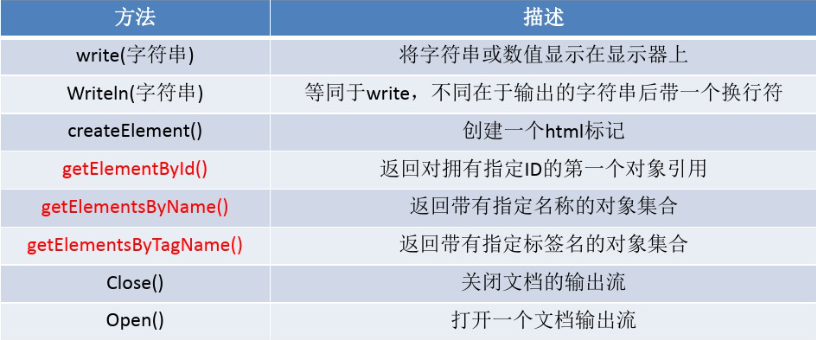 方法 描述
write(字符串) 将字符串或数值显示在显示器上
Writeln(字符串) 等同于write，不同在于输出的字符串后带一个换行符
createElement() 创建一个html标记
getElementById() 返回对拥有指定ID的第一个对象引用
getElementsByName() 返回带有指定名称的对象集合
getElementsByTagName() 返回带有指定标签名的对象集合
Close() 关闭文档的输出流
Open() 打开一个文档输出流